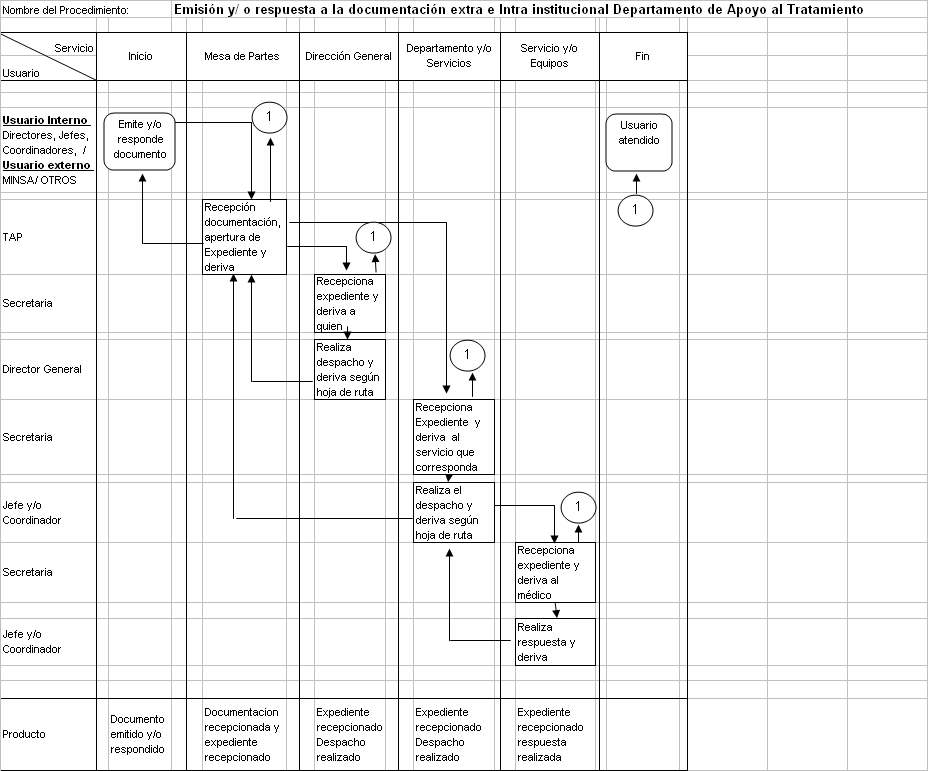 Nombre del Procedimiento: Emisión y/ o respuesta a la documentación extra e Intra institucional Departamento de Apoyo al Tratamiento
Servicio
Usuario
Inicio
Mesa de Partes
Dirección General
Departamento y/o
Servicios
Servicio y/o
Equipos
Fin
Usuario Interno
Directores, Jefes,
Coordinadores, /
Usuario externo
MINSA/ OTROS
Emite y/o
responde
documento
1
Usuario
atendido
1
TAP
Recepción
documentación,
apertura de
Expediente y
deriva
1
Secretaria
Recepciona
expediente y
deriva a
quien
Director General
Realiza
despacho y
deriva según
hoja de ruta
1
Secretaria
Recepciona
Expediente y
deriva al
servicio que
corresponda
Jefe y/o
Coordinador
Realiza el
despacho y
deriva según
hoja de ruta
1
Secretaria
Recepciona
expediente y
deriva al
médico
Jefe y/o
Coordinador
Realiza
respuesta y
deriva
Producto
Documento
emitido y/o
respondido
Documentacion
recepcionada y
expediente
recepcionado
Expediente
recepcionado
Despacho
realizado
Expediente
recepcionado
Despacho
realizado
Expediente
recepcionado
respuesta
realizada